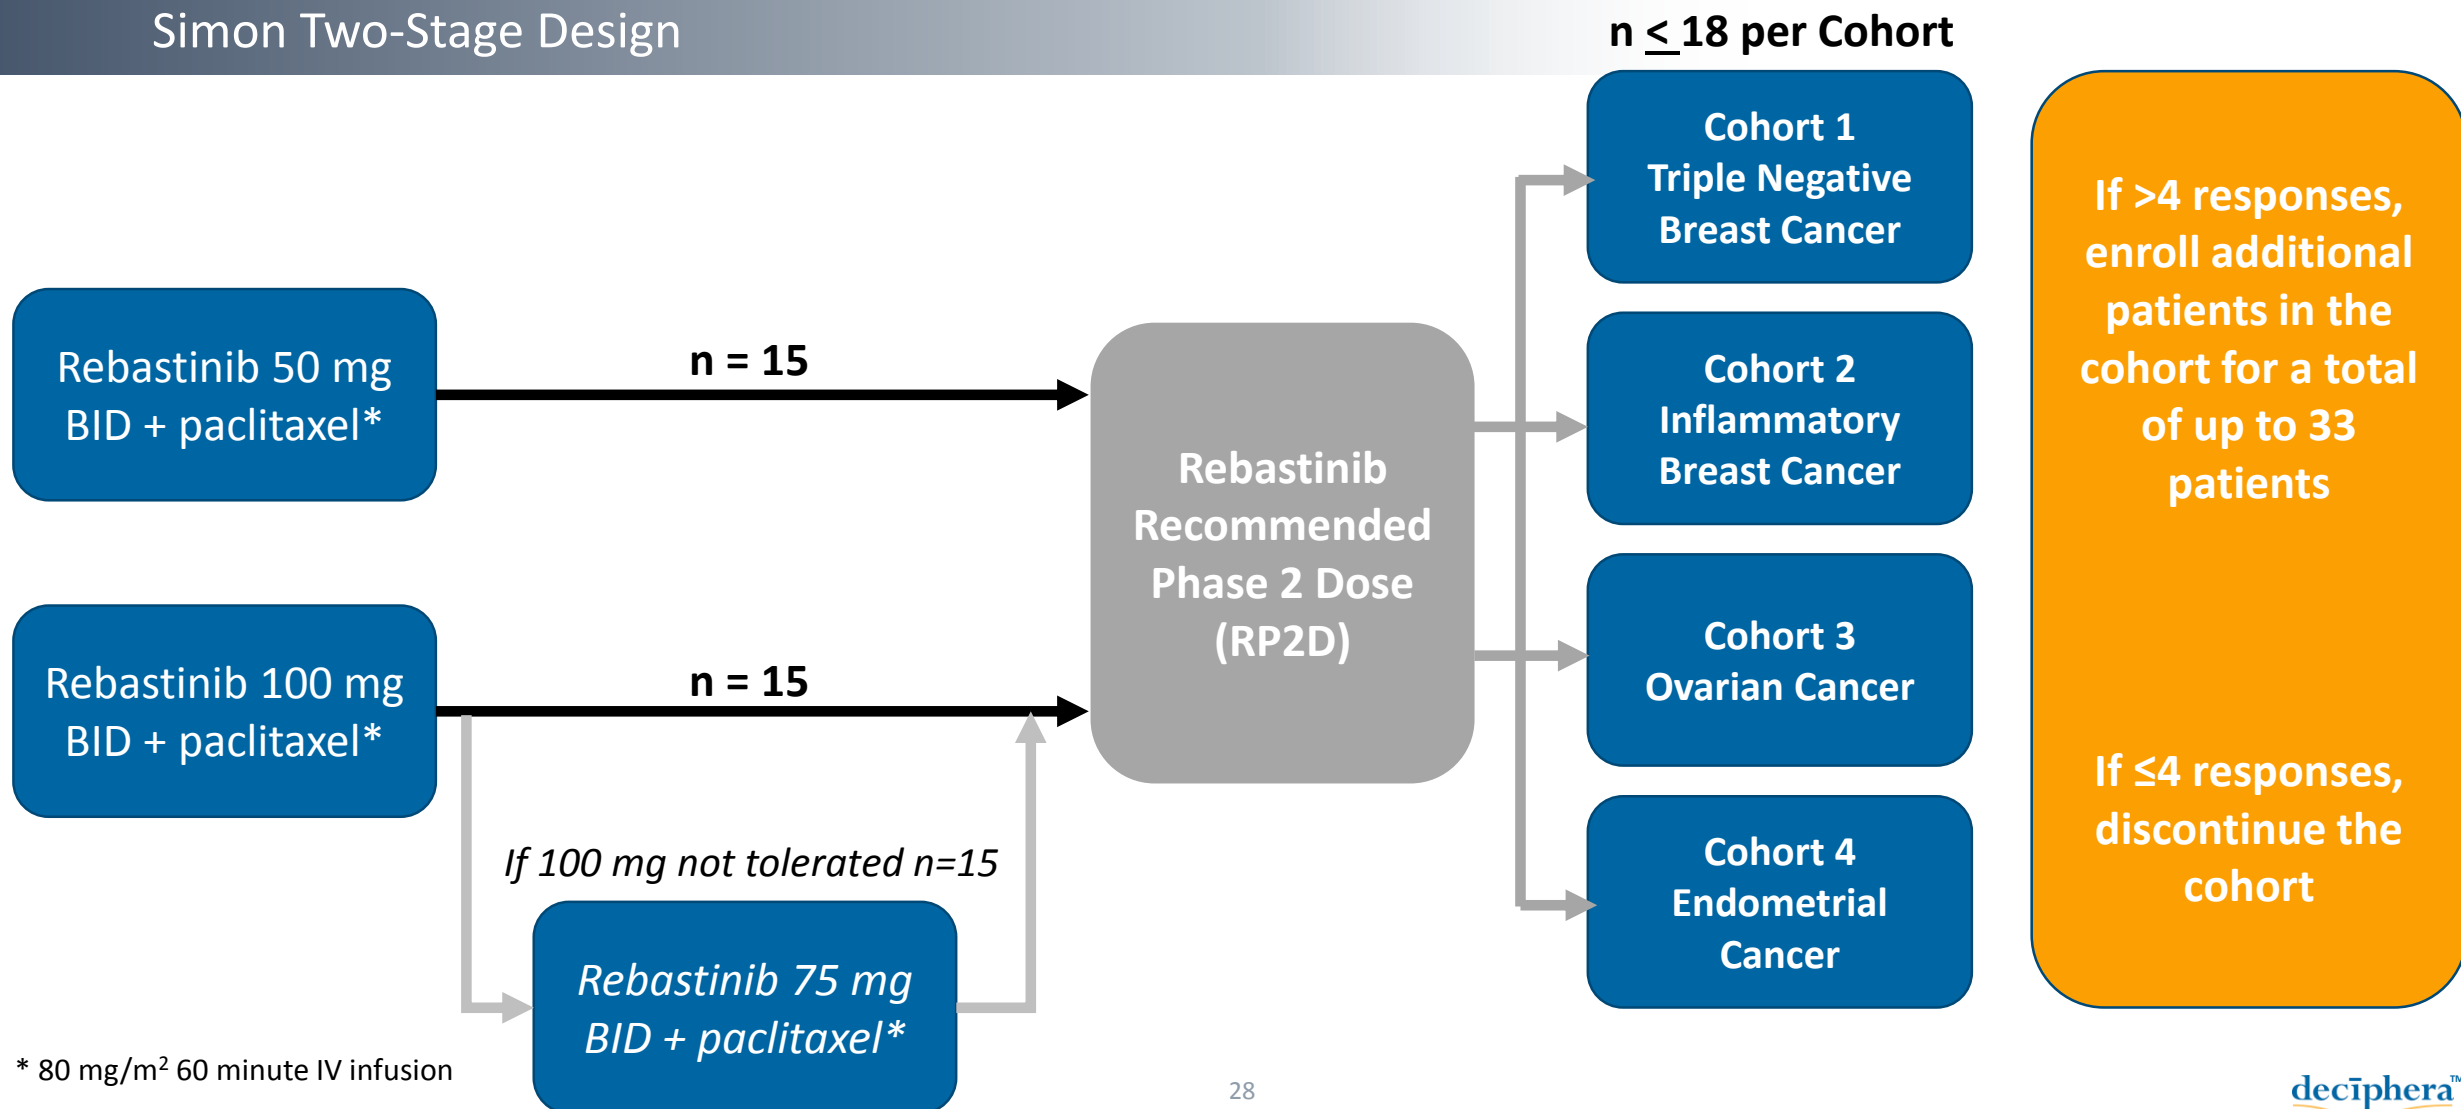 Simon Two-Stage Design
n < 18 per Cohort
Rebastinib 50 mg
BID + paclitaxel*
n = 15
Rebastinib 100 mg
BID + paclitaxel*
n = 15
If 100 mg not tolerated n=15
Rebastinib 75 mg
BID + paclitaxel*
Rebastinib
Recommended
Phase 2 Dose
(RP2D)
Cohort 1
Triple Negative
Breast Cancer
Cohort 2
Inflammatory
Breast Cancer
Cohort 3
Ovarian Cancer
Cohort 4
Endometrial
Cancer
If >4 responses,
enroll additional
patients in the
cohort for a total
of up to 33
patients
If ≤4 responses,
discontinue the
cohort
* 80 mg/m² 60 minute IV infusion
28
decīphera™